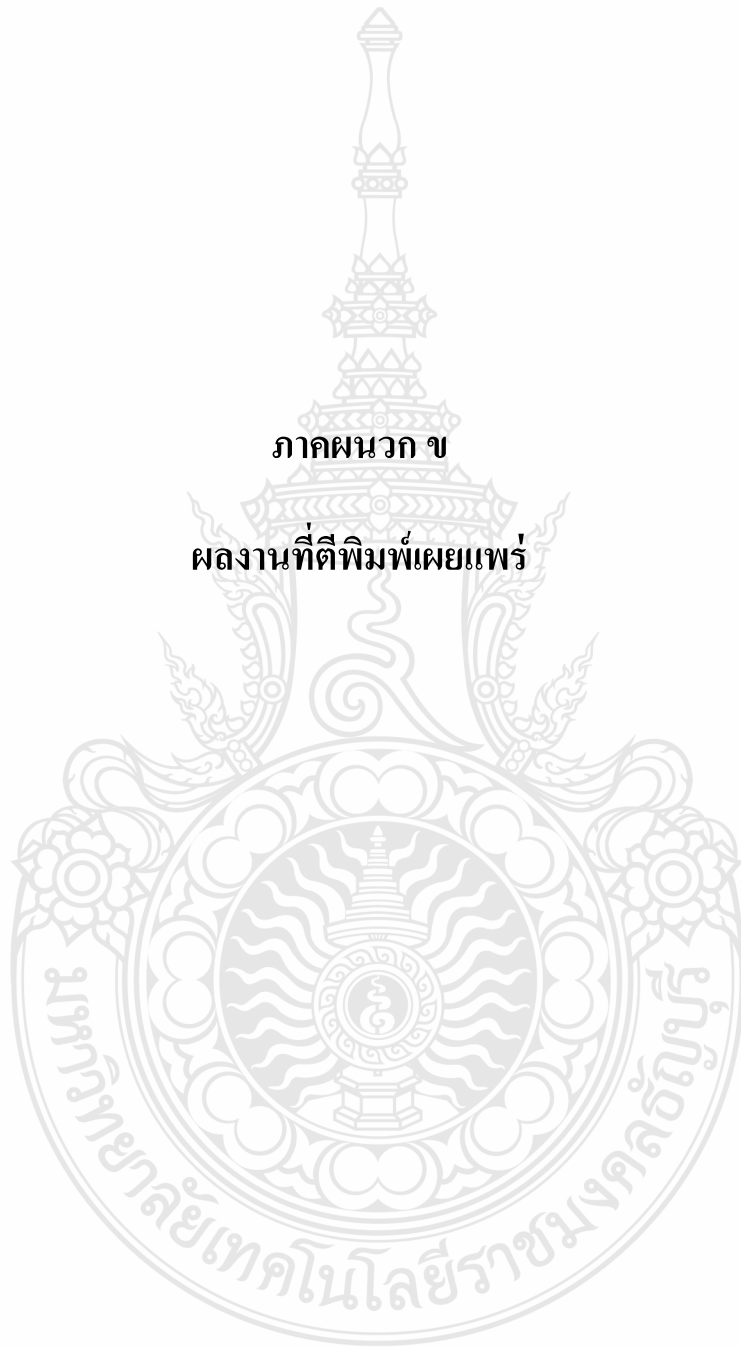 ภาคผนวก ข
ผลงานที่ตีพิมพ์เผยแพร่
มหาวิทยาลัยเทคโนโลยีราชมงคลธัญบุรี